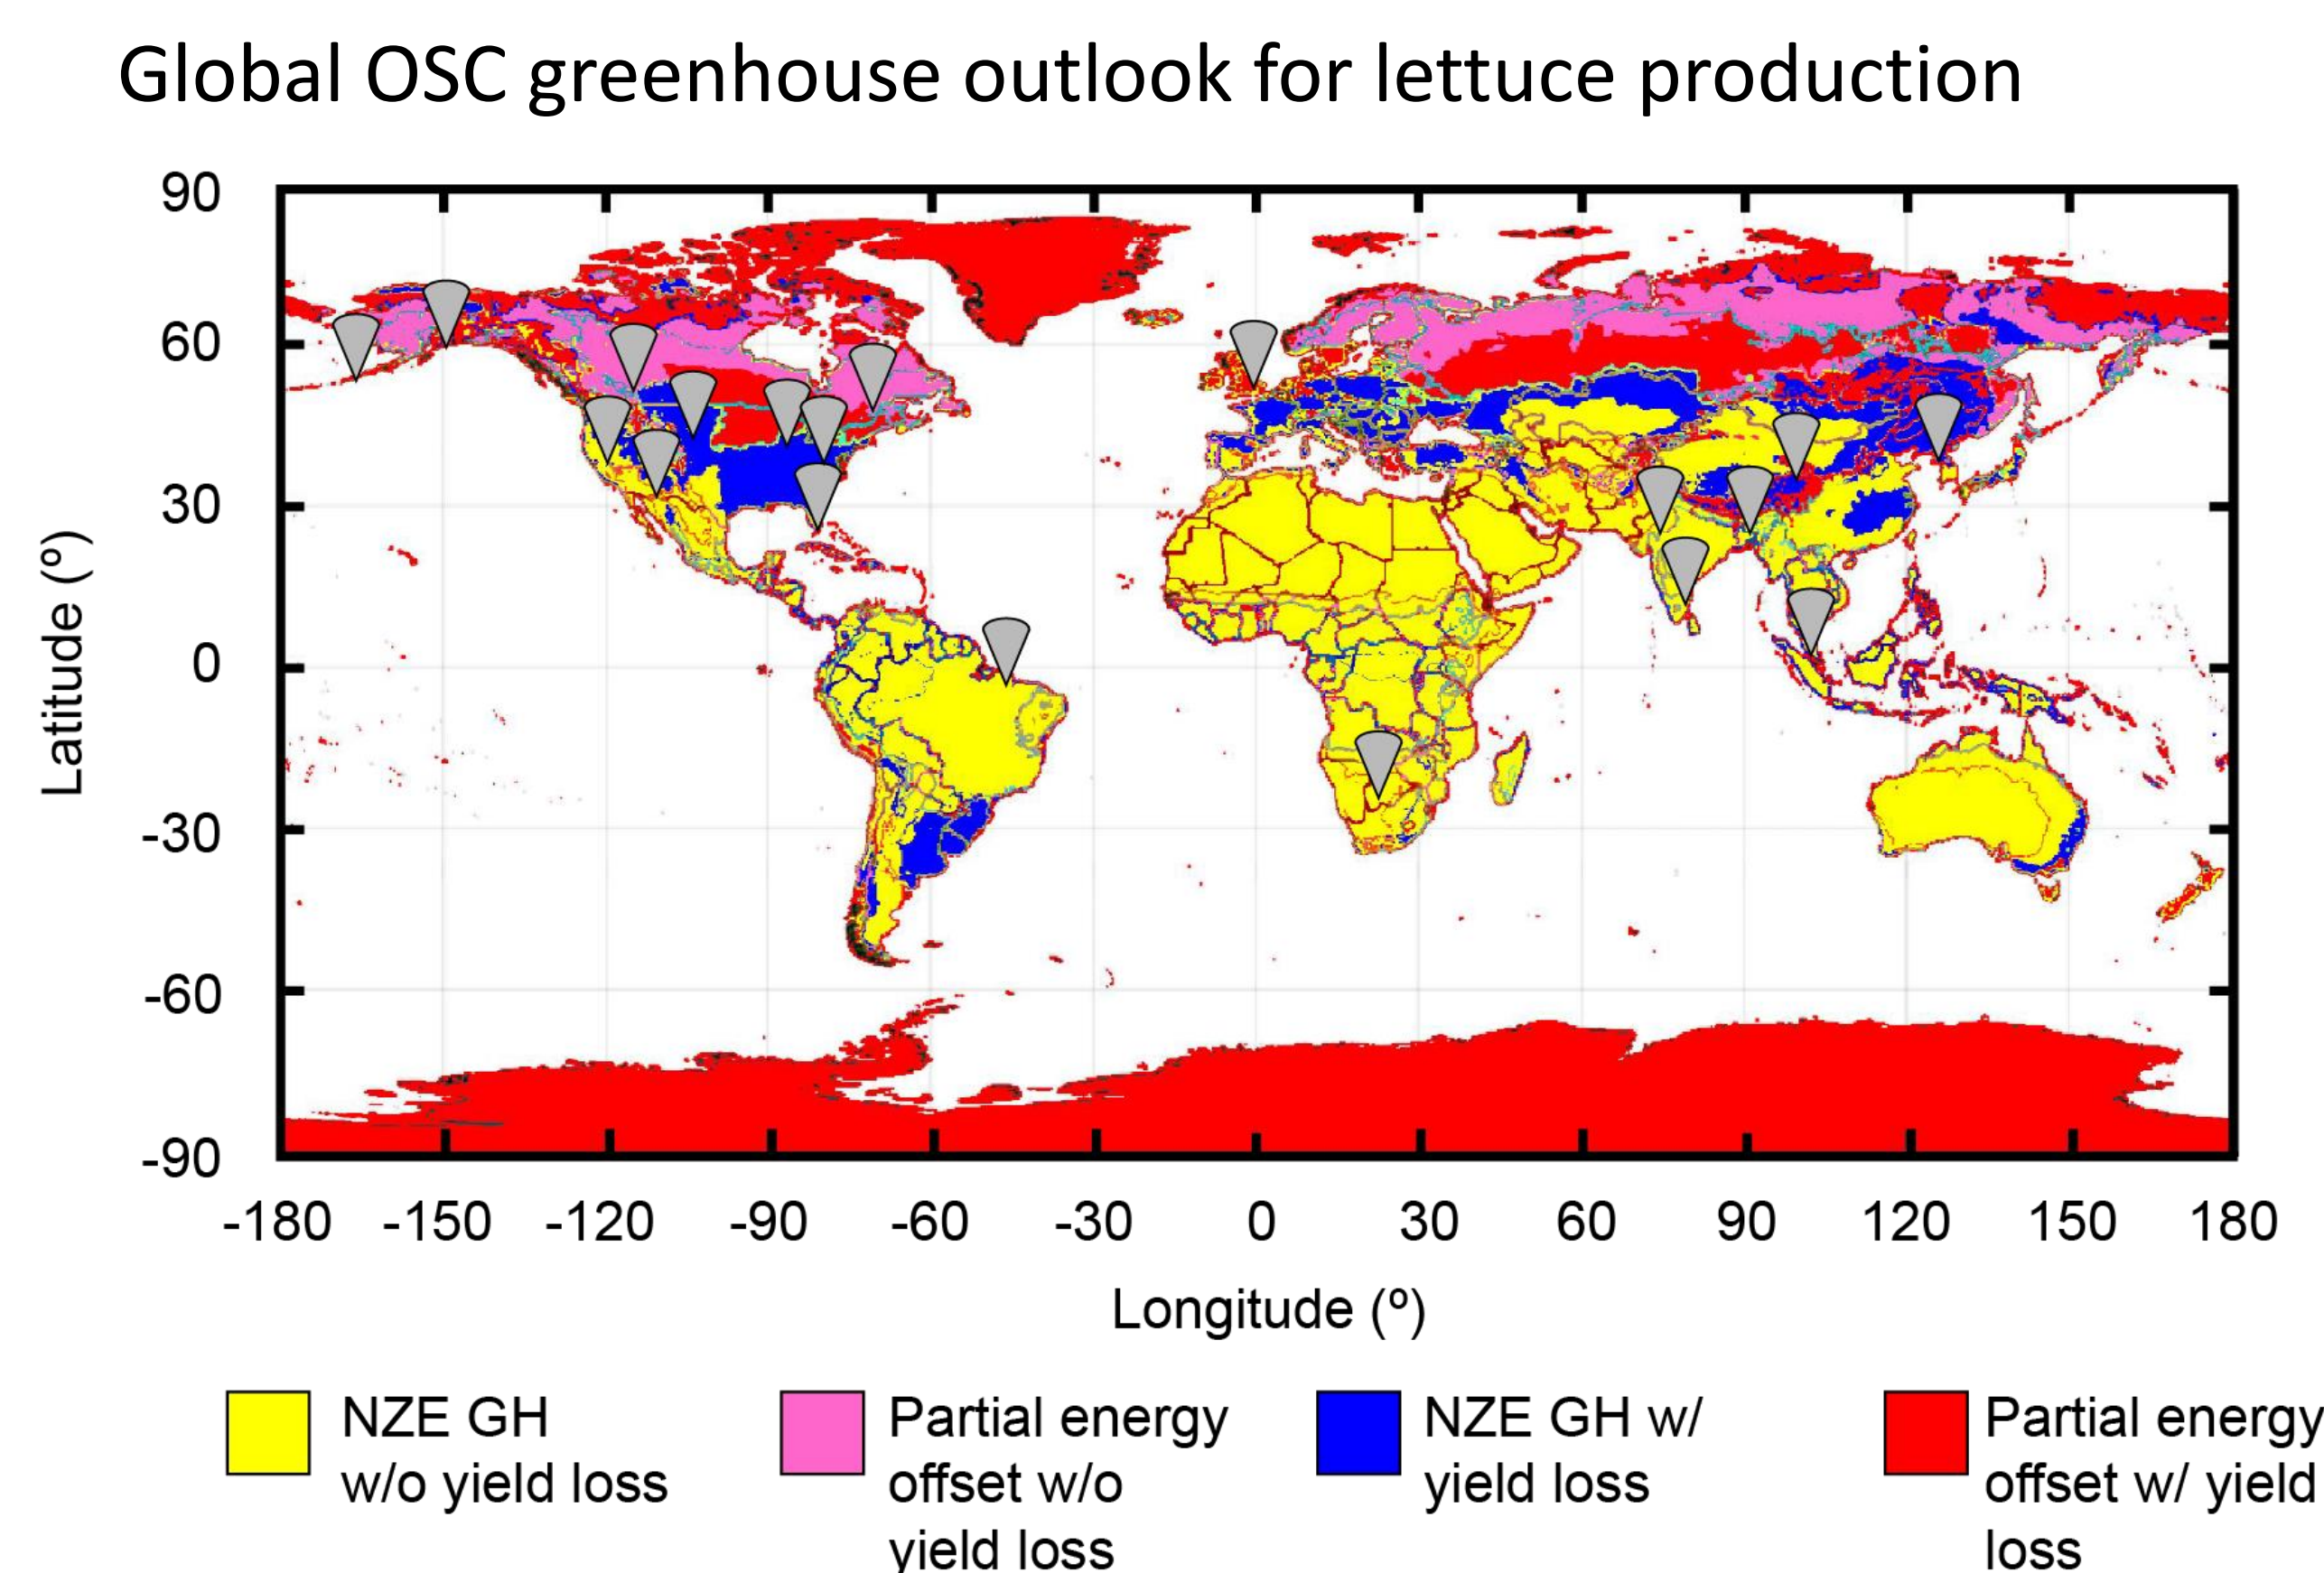 Global OSC greenhouse outlook for lettuce production
90
60
30
0
-30
-60
-90
Latitude (º)
-180 -150 -120 -90 -60 -30 0 30 60 90 120 150 180
Longitude (º)
NZE GH
w/o yield loss
Partial energy
offset w/o
yield loss
NZE GH w/
yield loss
Partial energy
offset w/ yield
loss